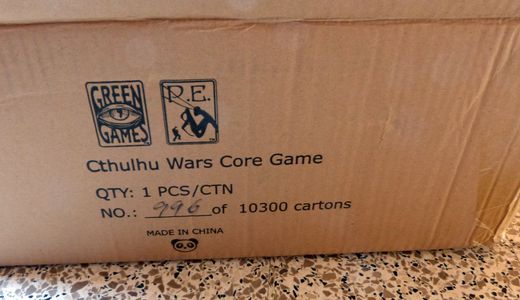 GREEN
GAMES
P.E.
Cthulhu Wars Core Game
QTY: 1 PCS/CTN
NO.: 996 of 10300 cartons
MADE IN CHINA